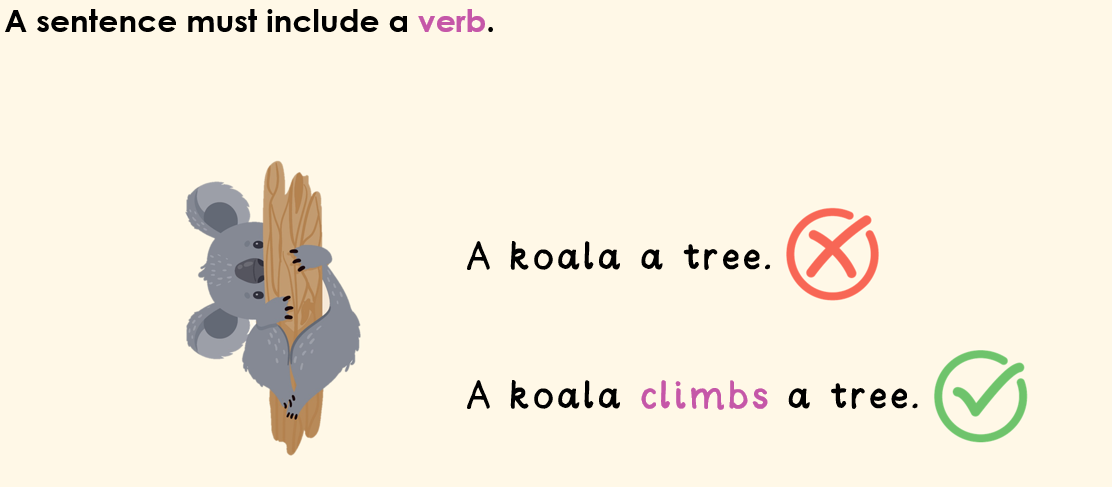 A sentence must include a verb.
A koala a tree.
A koala climbs a tree.